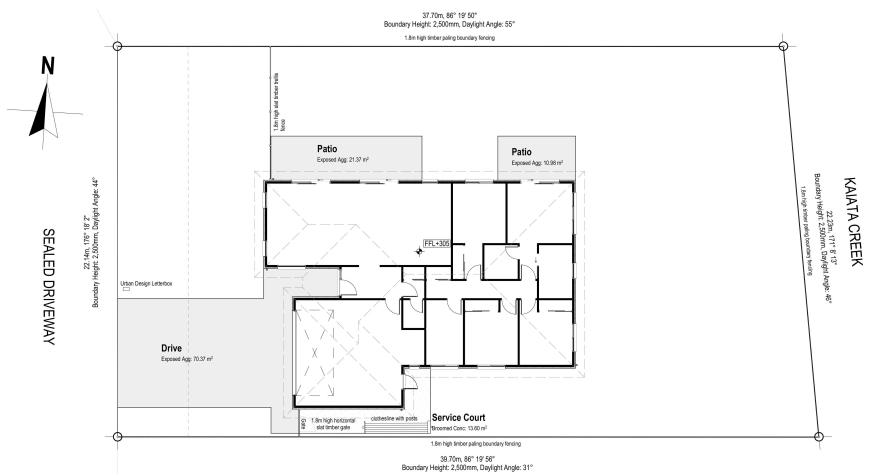 37.70m, 86° 19' 50"
Boundary Height: 2,500mm, Daylight Angle: 55°
1.8m high timber paling boundary fencing
N
1.8m high slat timber trellis
fence
Patio
Exposed Agg: 21.37 m²
Patio
Exposed Agg: 10.98 m²
22.14m, 176° 18' 2"
Boundary Height: 2,500mm, Daylight Angle: 44°
SEALED DRIVEWAY
FFL+305
KAIATA CREEK
22.23m, 171° 8' 13"
Boundary Height: 2,500mm, Daylight Angle: 46°
1.8m high timber paling boundary fencing
Urban Design Letterbox
Drive
Exposed Agg: 70.37 m²
Gate
1.8m high horizontal
slat timber gate
clothesline with posts
Service Court
Broomed Conc: 13.60 m²
1.8m high timber paling boundary fencing
39.70m, 86° 19' 56"
Boundary Height: 2,500mm, Daylight Angle: 31°